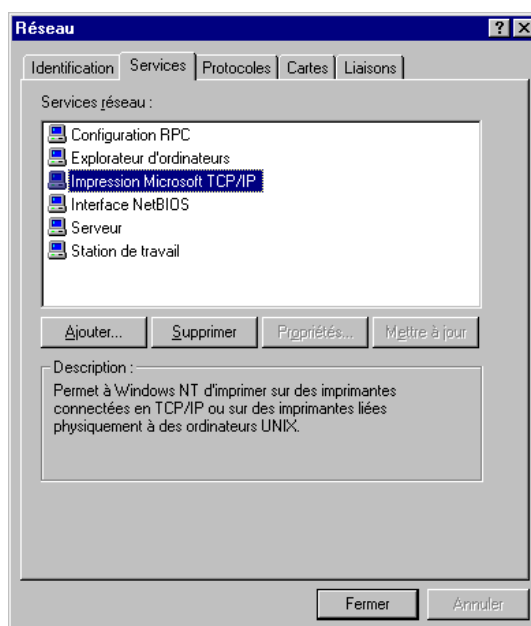 Réseau
Identification Services Protocoles Cartes Liaisons
Services réseau :
Configuration RPC
Explorateur d'ordinateurs
Impression Microsoft TCP/IP
Interface NetBIOS
Serveur
Station de travail
Ajouter... Supprimer Propriétés... Mettre à jour
Description :
Permet à Windows NT d'imprimer sur des imprimantes
connectées en TCP/IP ou sur des imprimantes liées
physiquement à des ordinateurs UNIX.
Fermer Annuler